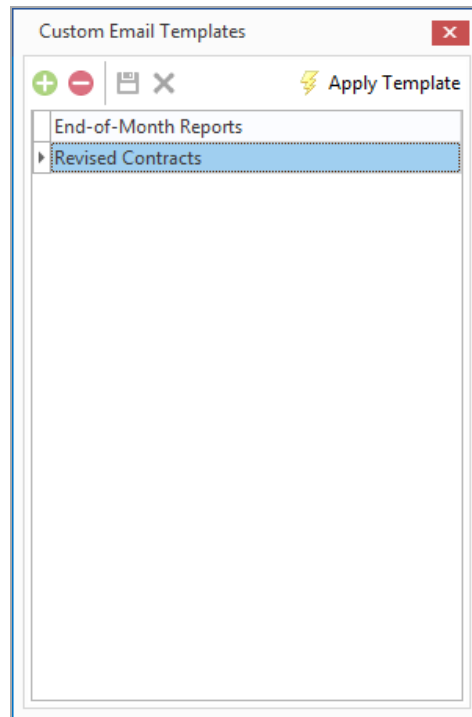 Custom Email Templates
Apply Template
End-of-Month Reports
Revised Contracts